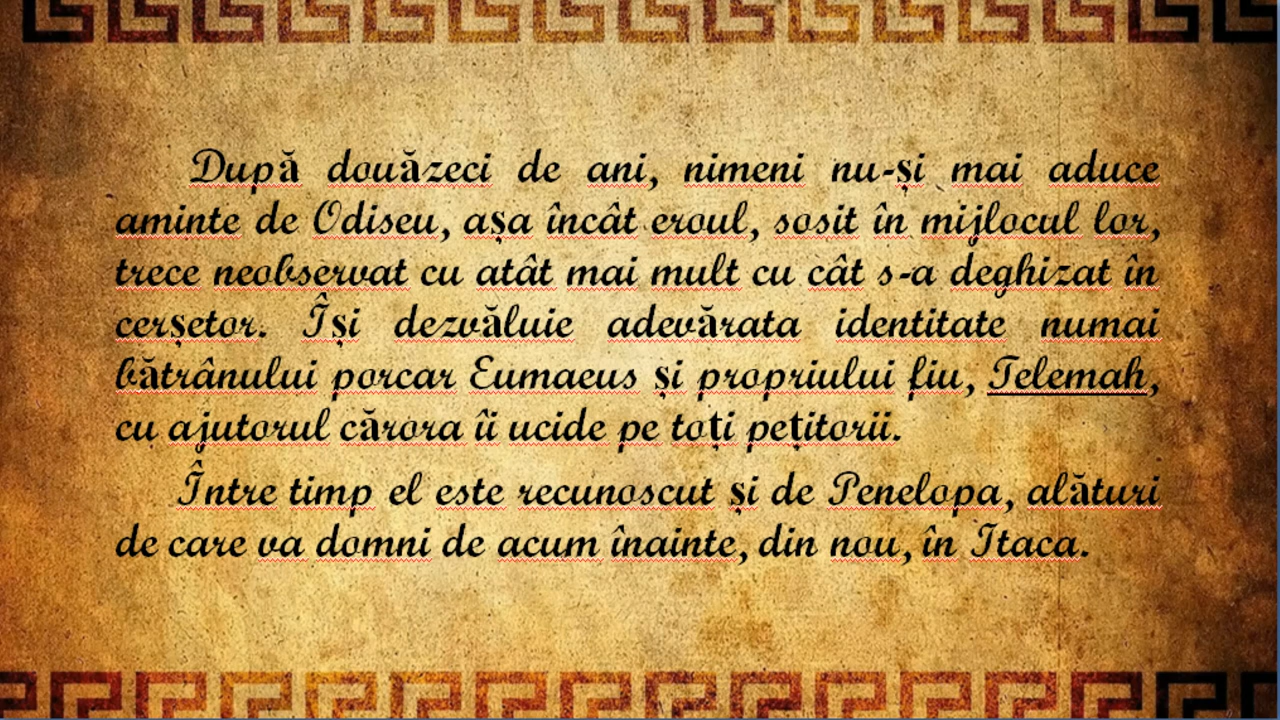 După douăzeci de ani, nimeni nu-și mai aduce
aminte de Odiseu, așa încât eroul, sosit în mijlocul lor,
trece neobservat cu atât mai mult cu cât s-a deghizat în
cerșetor. Își dezvăluie adevărata identitate numai
bătrânului porcar Eumaeus și propriului fiu, Telemah,
cu ajutorul cărora îi ucide pe toți pețitorii.
Între timp el este recunoscut și de Penelopa, alături
de care va domni de acum înainte, din nou, în Itaca.